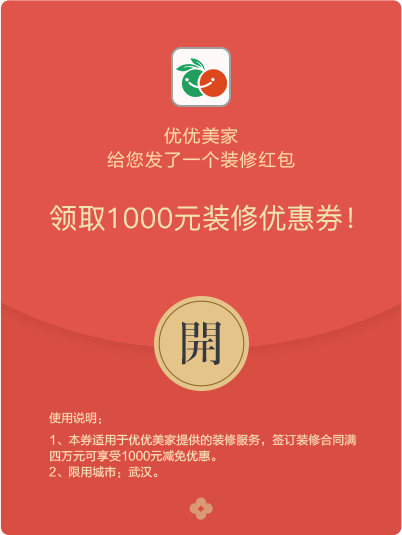 优优美家
给您发了一个装修红包
领取1000元装修优惠券！
開
使用说明：
1、本券适用于优优美家提供的装修服务，签订装修合同满
四万元可享受1000元减免优惠。
2、限用城市：武汉。